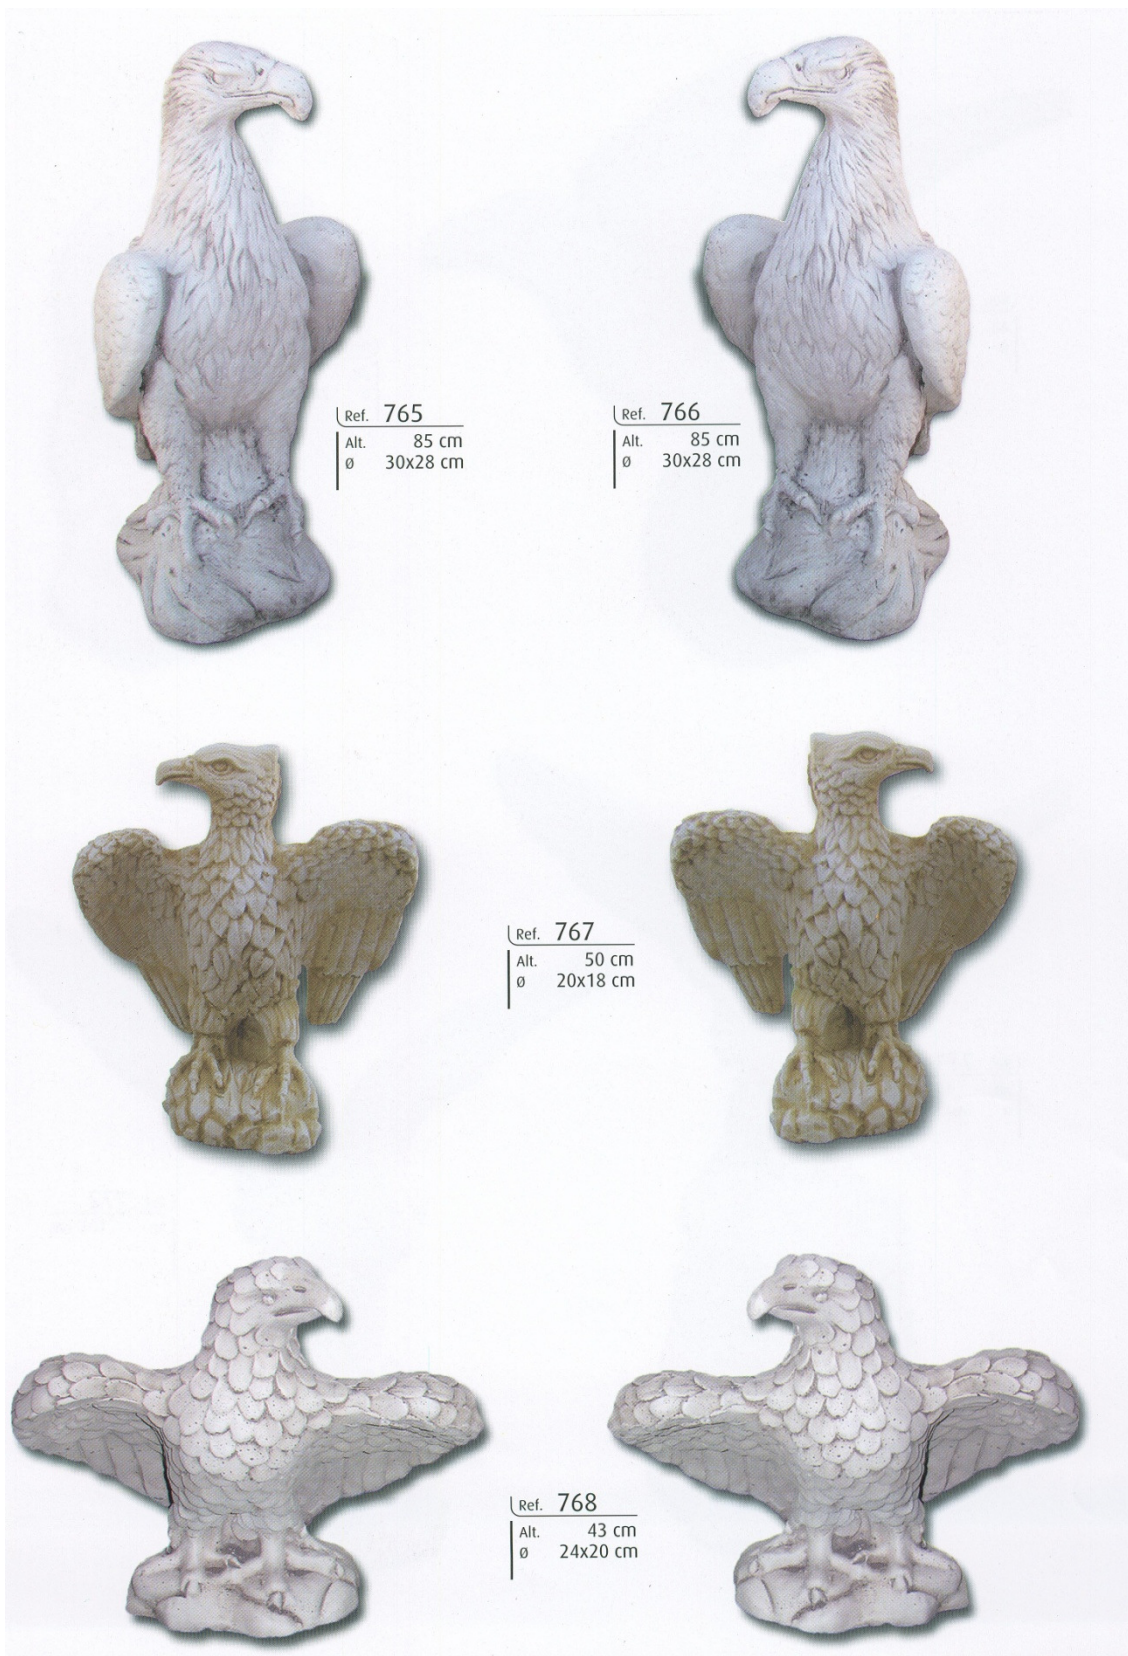 Ref. 765
Alt. 85 cm
Ø 30x28 cm
Ref. 766
Alt. 85 cm
Ø 30x28 cm
Ref. 767
Alt. 50 cm
Ø 20x18 cm
Ref. 768
Alt. 43 cm
Ø 24x20 cm